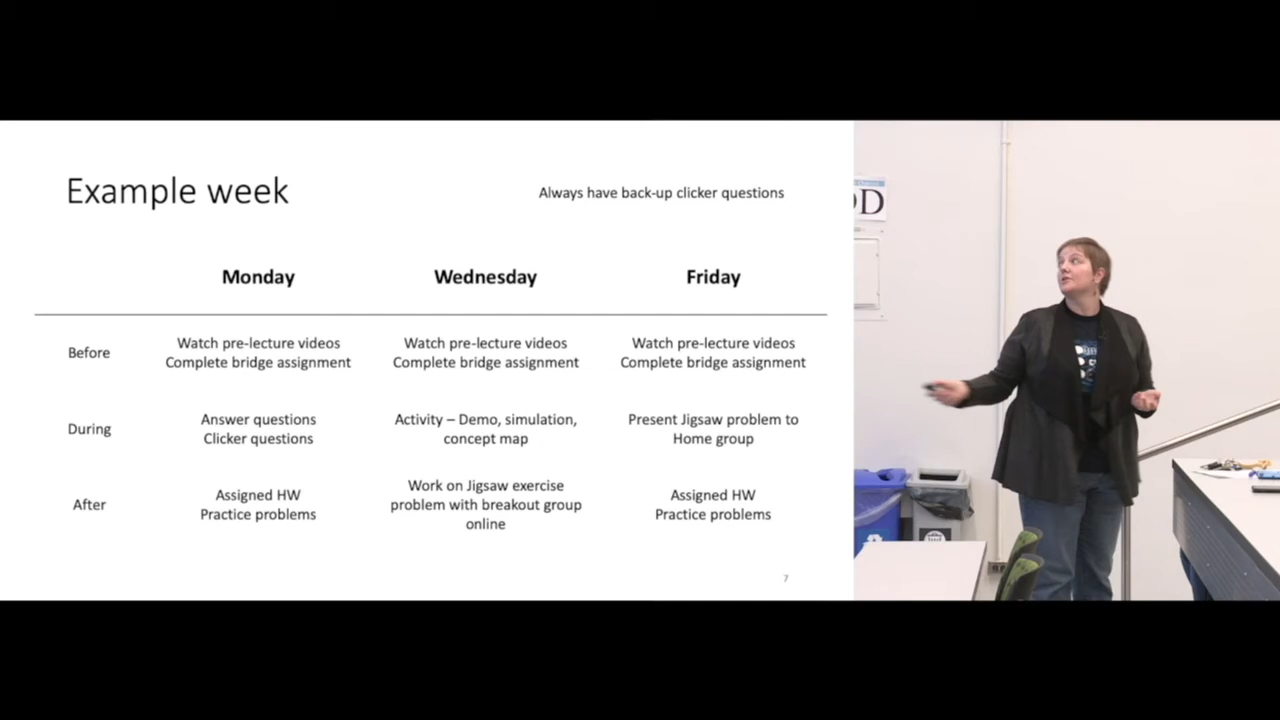 Example week
Always have back-up clicker questions
Monday
Wednesday
Friday
Before
Watch pre-lecture videos
Complete bridge assignment
Watch pre-lecture videos
Complete bridge assignment
Watch pre-lecture videos
Complete bridge assignment
During
Answer questions
Clicker questions
Activity – Demo, simulation,
concept map
Present Jigsaw problem to
Home group
After
Assigned HW
Practice problems
Work on Jigsaw exercise
problem with breakout group
online
Assigned HW
Practice problems
7
D